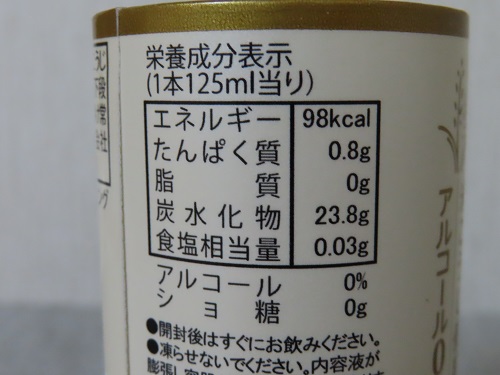 栄養成分表示
(1本125ml当り)
エネルギー 98kcal
たんぱく質 0.8g
脂質 0g
炭水化物 23.8g
食塩相当量 0.03g
アルコール 0%
ショ糖 0g
●開封後はすぐにお飲みください。
●凍らせないでください。内容液が
アルコール0